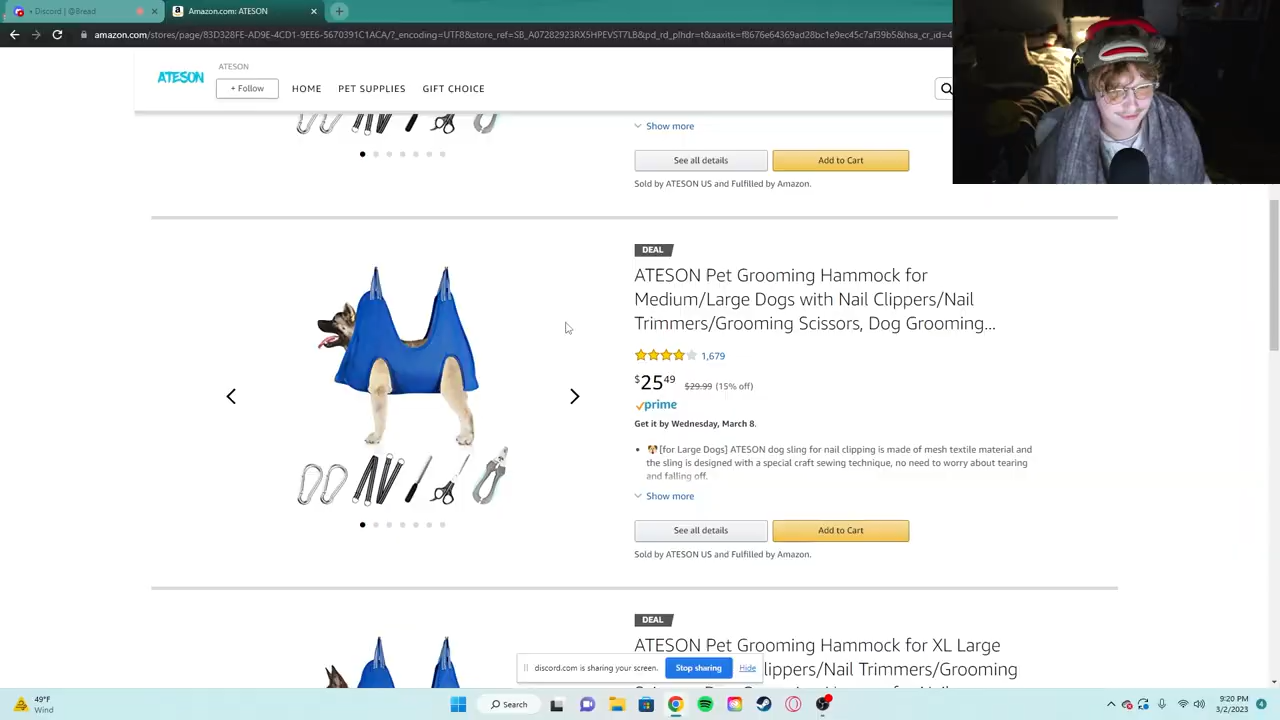 Discord | @Bread
Amazon.com: ATESON
amazon.com/stores/page/83D328FE-AD9E-4CD1-9EE6-5670391C1ACA/?_encoding=UTF8&store_ref=SB_A07282923RX5HPEVST7LB&pd_rd_plhdr=t&aaxitk=f8676e64369ad28bc1e9ec45c7af39b5&hsa_cr_id=4
ATESON
ATESON
+ Follow
HOME
PET SUPPLIES
GIFT CHOICE
Show more
See all details
Add to Cart
Sold by ATESON US and Fulfilled by Amazon.
DEAL
ATESON Pet Grooming Hammock for
Medium/Large Dogs with Nail Clippers/Nail
Trimmers/Grooming Scissors, Dog Grooming...
1,679
$25 49 $29.99 (15% off)
prime
Get it by Wednesday, March 8.
• 🐶[for Large Dogs] ATESON dog sling for nail clipping is made of mesh textile material and
the sling is designed with a special craft sewing technique, no need to worry about tearing
and falling off.
Show more
See all details
Add to Cart
Sold by ATESON US and Fulfilled by Amazon.
DEAL
ATESON Pet Grooming Hammock for XL Large
lippers/Nail Trimmers/Grooming
discord.com is sharing your screen.
Stop sharing
Hide
49°F
Wind
Search
9:20 PM
3/2/2023